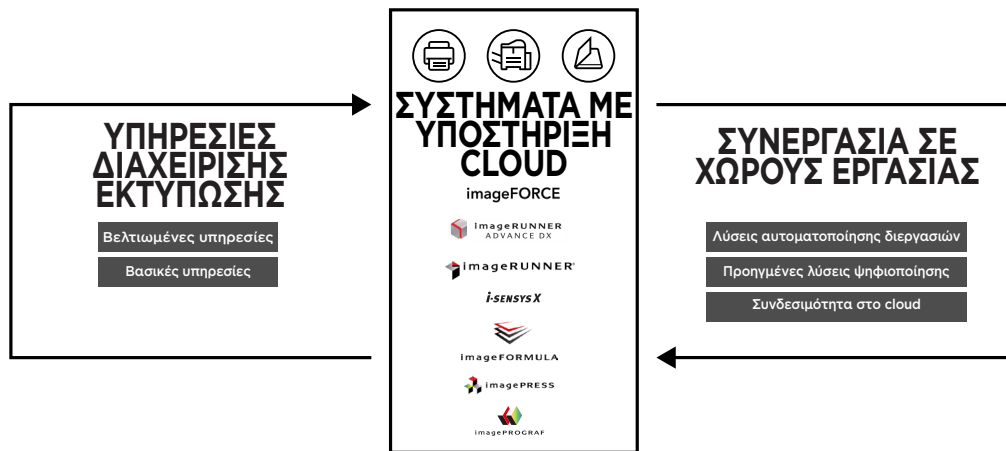 ΥΠΗΡΕΣΙΕΣ
ΔΙΑΧΕΙΡΙΣΗΣ
ΕΚΤΥΠΩΣΗΣ
Βελτιωμένες υπηρεσίες
Βασικές υπηρεσίες
ΣΥΣΤΗΜΑΤΑ ΜΕ
ΥΠΟΣΤΗΡΙΞΗ
CLOUD
imageFORCE
imageRUNNER
ADVANCE DX
imageRUNNER®
i-SENSYS X
imageFORMULA
imagePRESS
imagePROGRAF
ΣΥΝΕΡΓΑΣΙΑ ΣΕ
ΧΩΡΟΥΣ ΕΡΓΑΣΙΑΣ
Λύσεις αυτοματοποίησης διεργασιών
Προηγμένες λύσεις ψηφιοποίησης
Συνδεσιμότητα στο cloud